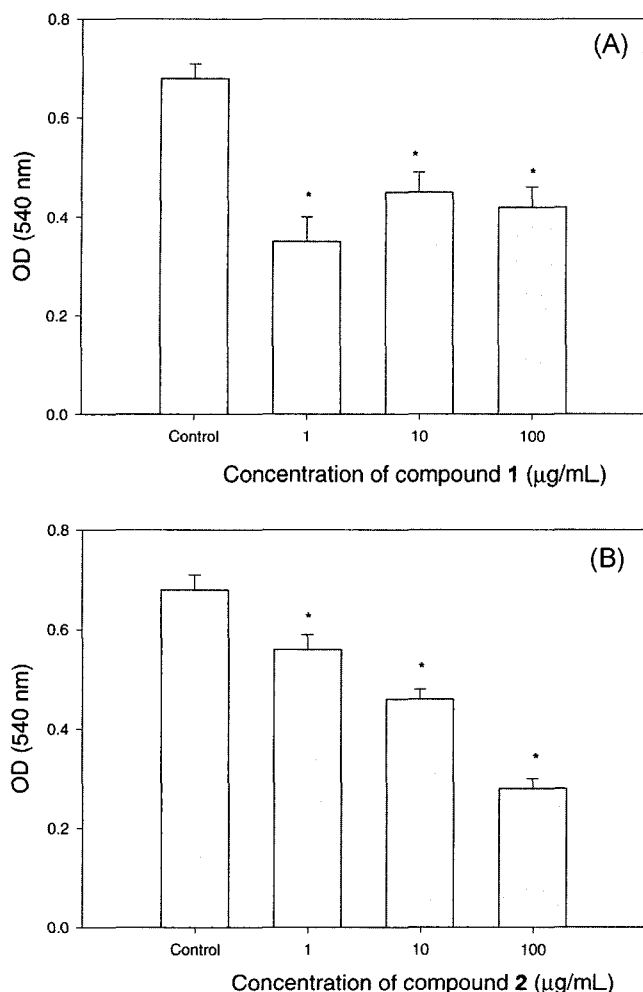 (A)
0.8
0.6
0.4
0.2
0.0
OD (540 nm)
* * *
Control 1 10 100
Concentration of compound 1 (μg/mL)
(B)
0.8
0.6
0.4
0.2
0.0
OD (540 nm)
* * *
Control 1 10 100
Concentration of compound 2 (μg/mL)